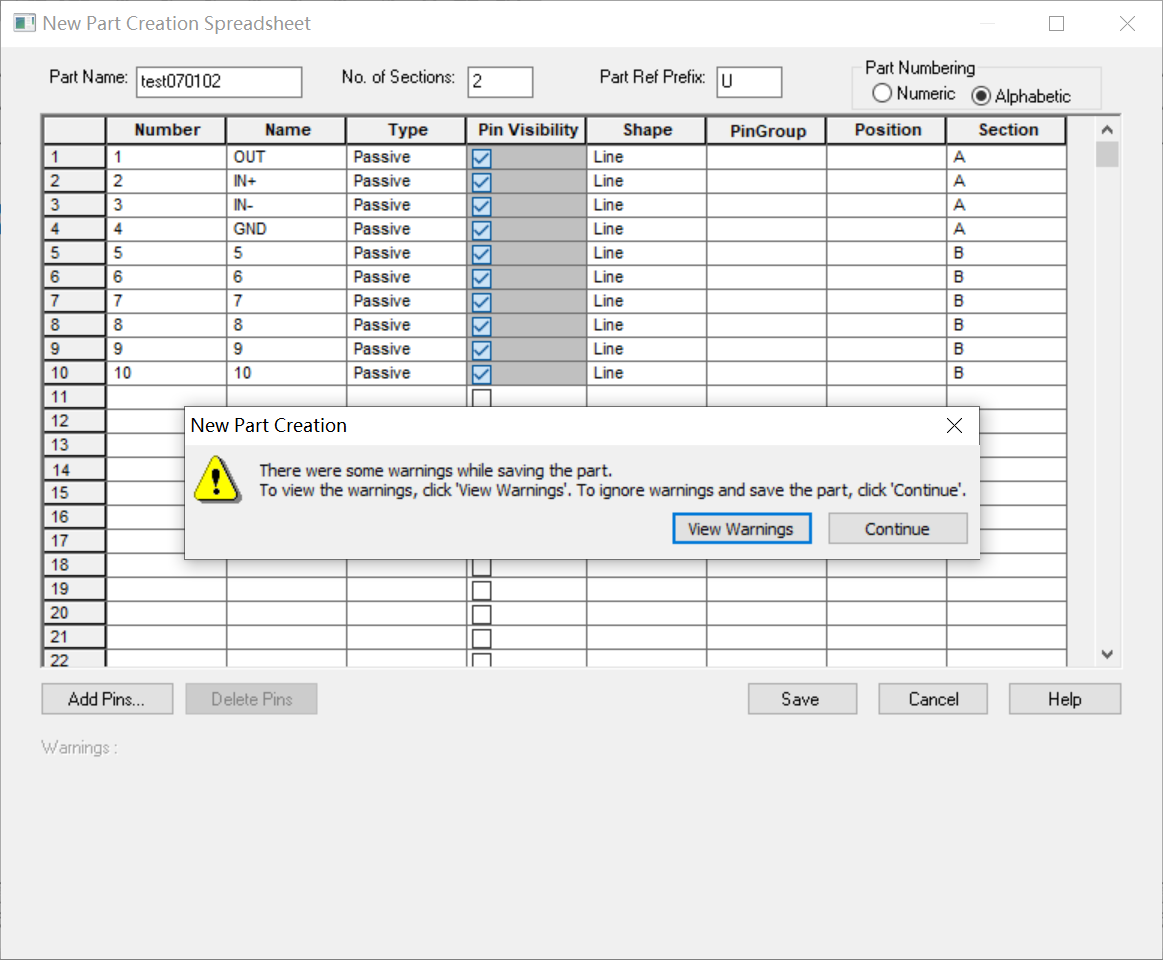 New Part Creation Spreadsheet
Part Name: test070102 No. of Sections: 2 Part Ref Prefix: U Part Numbering
Numeric Alphabetic
Number Name Type Pin Visibility Shape PinGroup Position Section
1 1 OUT Passive Line A
2 2 IN+ Passive Line A
3 3 IN- Passive Line A
4 4 GND Passive Line A
5 5 5 Passive Line B
6 6 6 Passive Line B
7 7 7 Passive Line B
8 8 8 Passive Line B
9 9 9 Passive Line B
10 10 10 Passive Line B
11
12
13
14
15
16
17
18
19
20
21
22
New Part Creation
There were some warnings while saving the part.
To view the warnings, click 'View Warnings'. To ignore warnings and save the part, click 'Continue'.
View Warnings Continue
Add Pins... Delete Pins Save Cancel Help
Warnings :